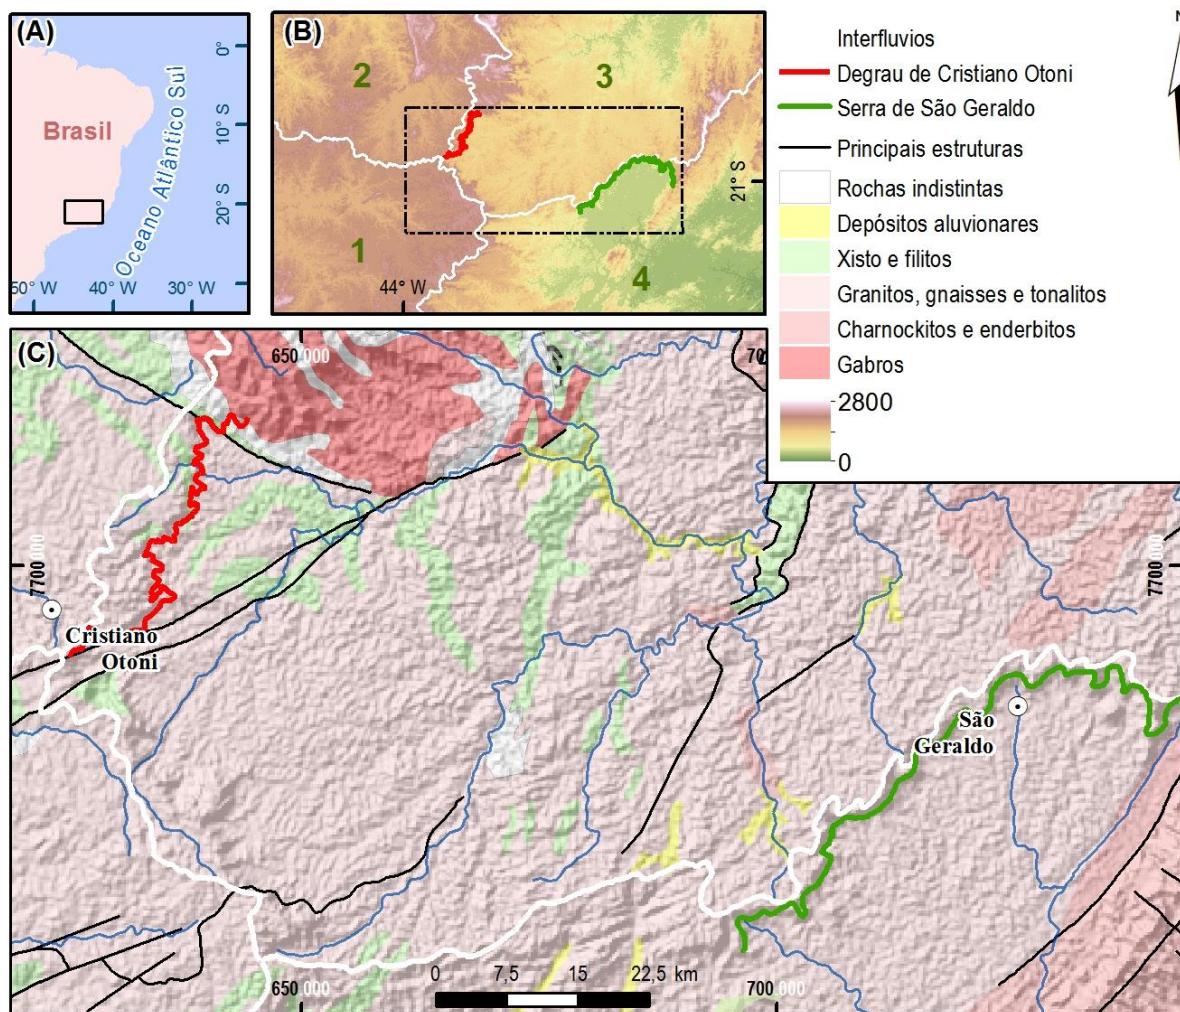 (A)
0°
10° S
20° S
Brasil
Oceano Atlântico Sul
40° W
30° W
(B)
2
3
1
4
21° S
44° W
Interfluvios
Degrau de Cristiano Otoni
Serra de São Geraldo
Principais estruturas
Rochas indistintas
Depósitos aluvionares
Xisto e filitos
Granitos, gnaisses e tonalitos
Charnockitos e enderbitos
Gabros
2800
0
(C)
650.000
7700.000
7700.000
Cristiano
Otoni
São
Geraldo
0
7,5
15
22,5 km
650.000
700.000